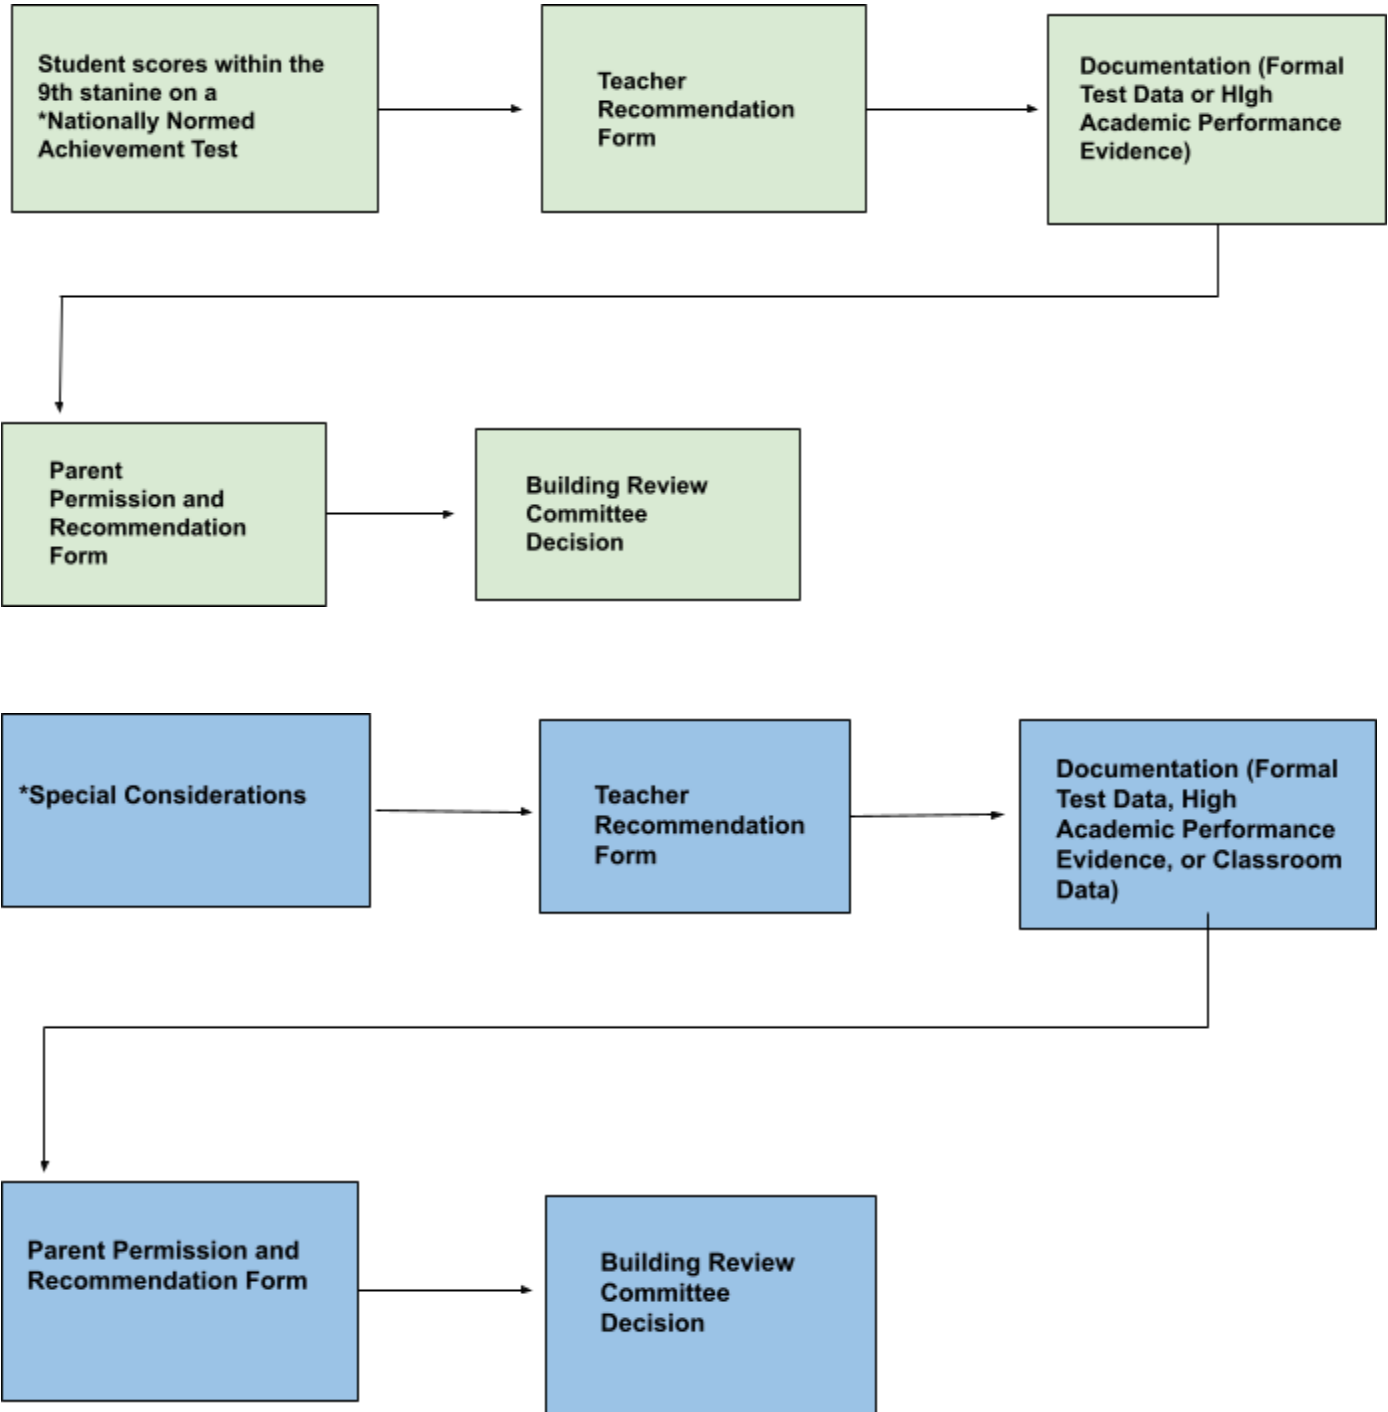 Student scores within the
9th stanine on a
*Nationally Normed
Achievement Test
Teacher
Recommendation
Form
Documentation (Formal
Test Data or HIgh
Academic Performance
Evidence)
Parent
Permission and
Recommendation
Form
Building Review
Committee
Decision
*Special Considerations
Teacher
Recommendation
Form
Documentation (Formal
Test Data, High
Academic Performance
Evidence, or Classroom
Data)
Parent Permission and
Recommendation Form
Building Review
Committee
Decision